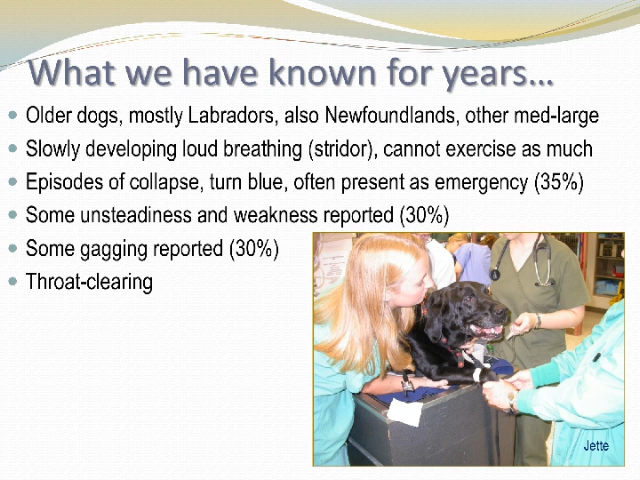 What we have known for years…
Older dogs, mostly Labradors, also Newfoundlands, other med-large
Slowly developing loud breathing (stridor), cannot exercise as much
Episodes of collapse, turn blue, often present as emergency (35%)
Some unsteadiness and weakness reported (30%)
Some gagging reported (30%)
Throat-clearing
Jette